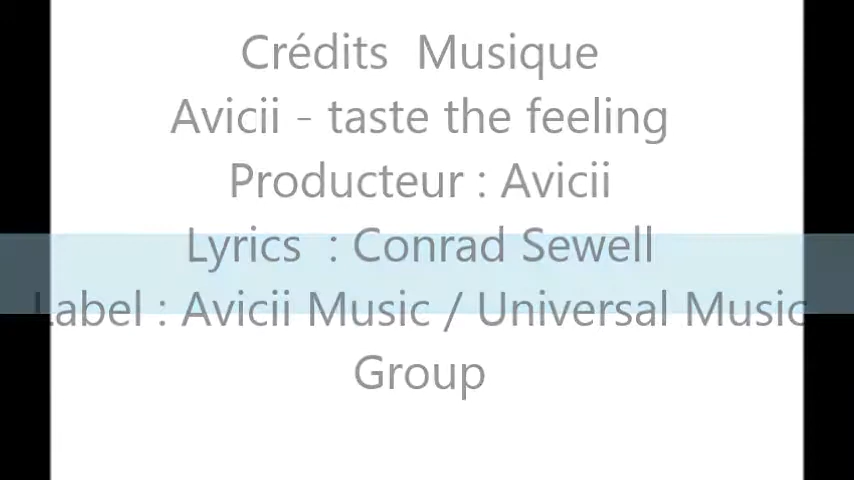 Crédits  Musique
Avicii - taste the feeling
Producteur : Avicii
Lyrics  : Conrad Sewell
Label : Avicii Music / Universal Music
Group